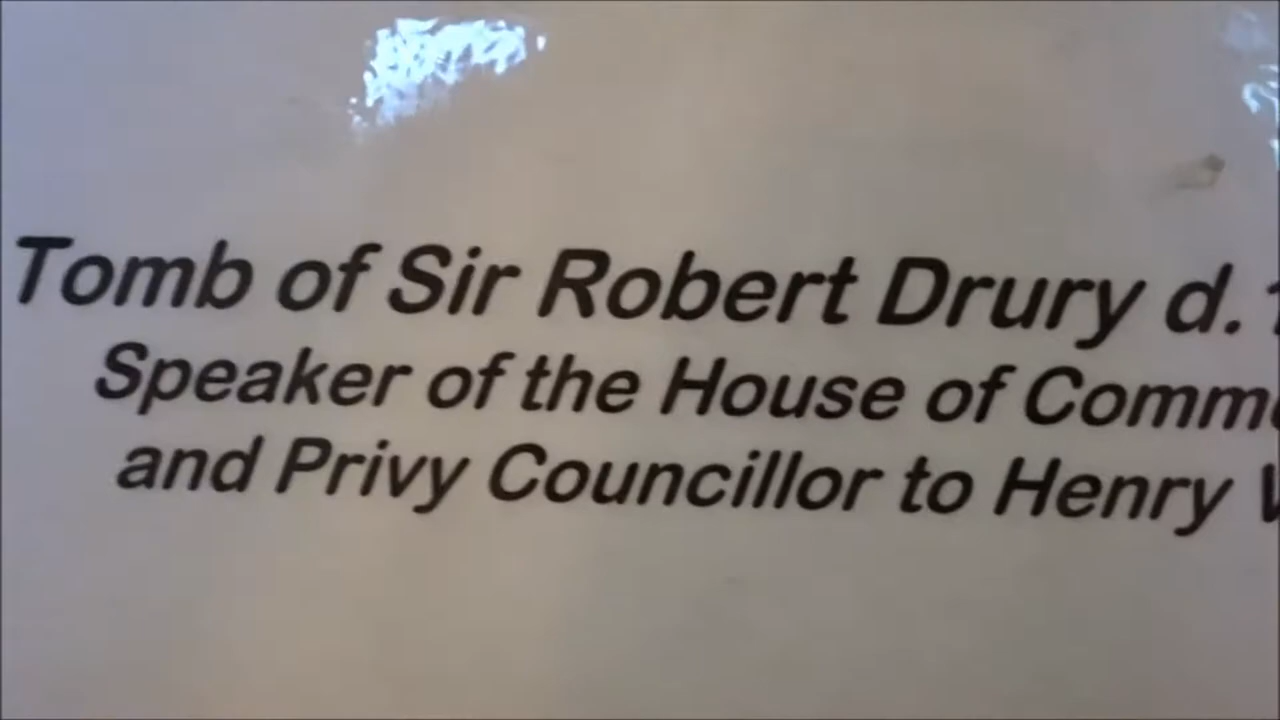 Tomb of Sir Robert Drury d.
Speaker of the House of
and Privy Councillor to Henry